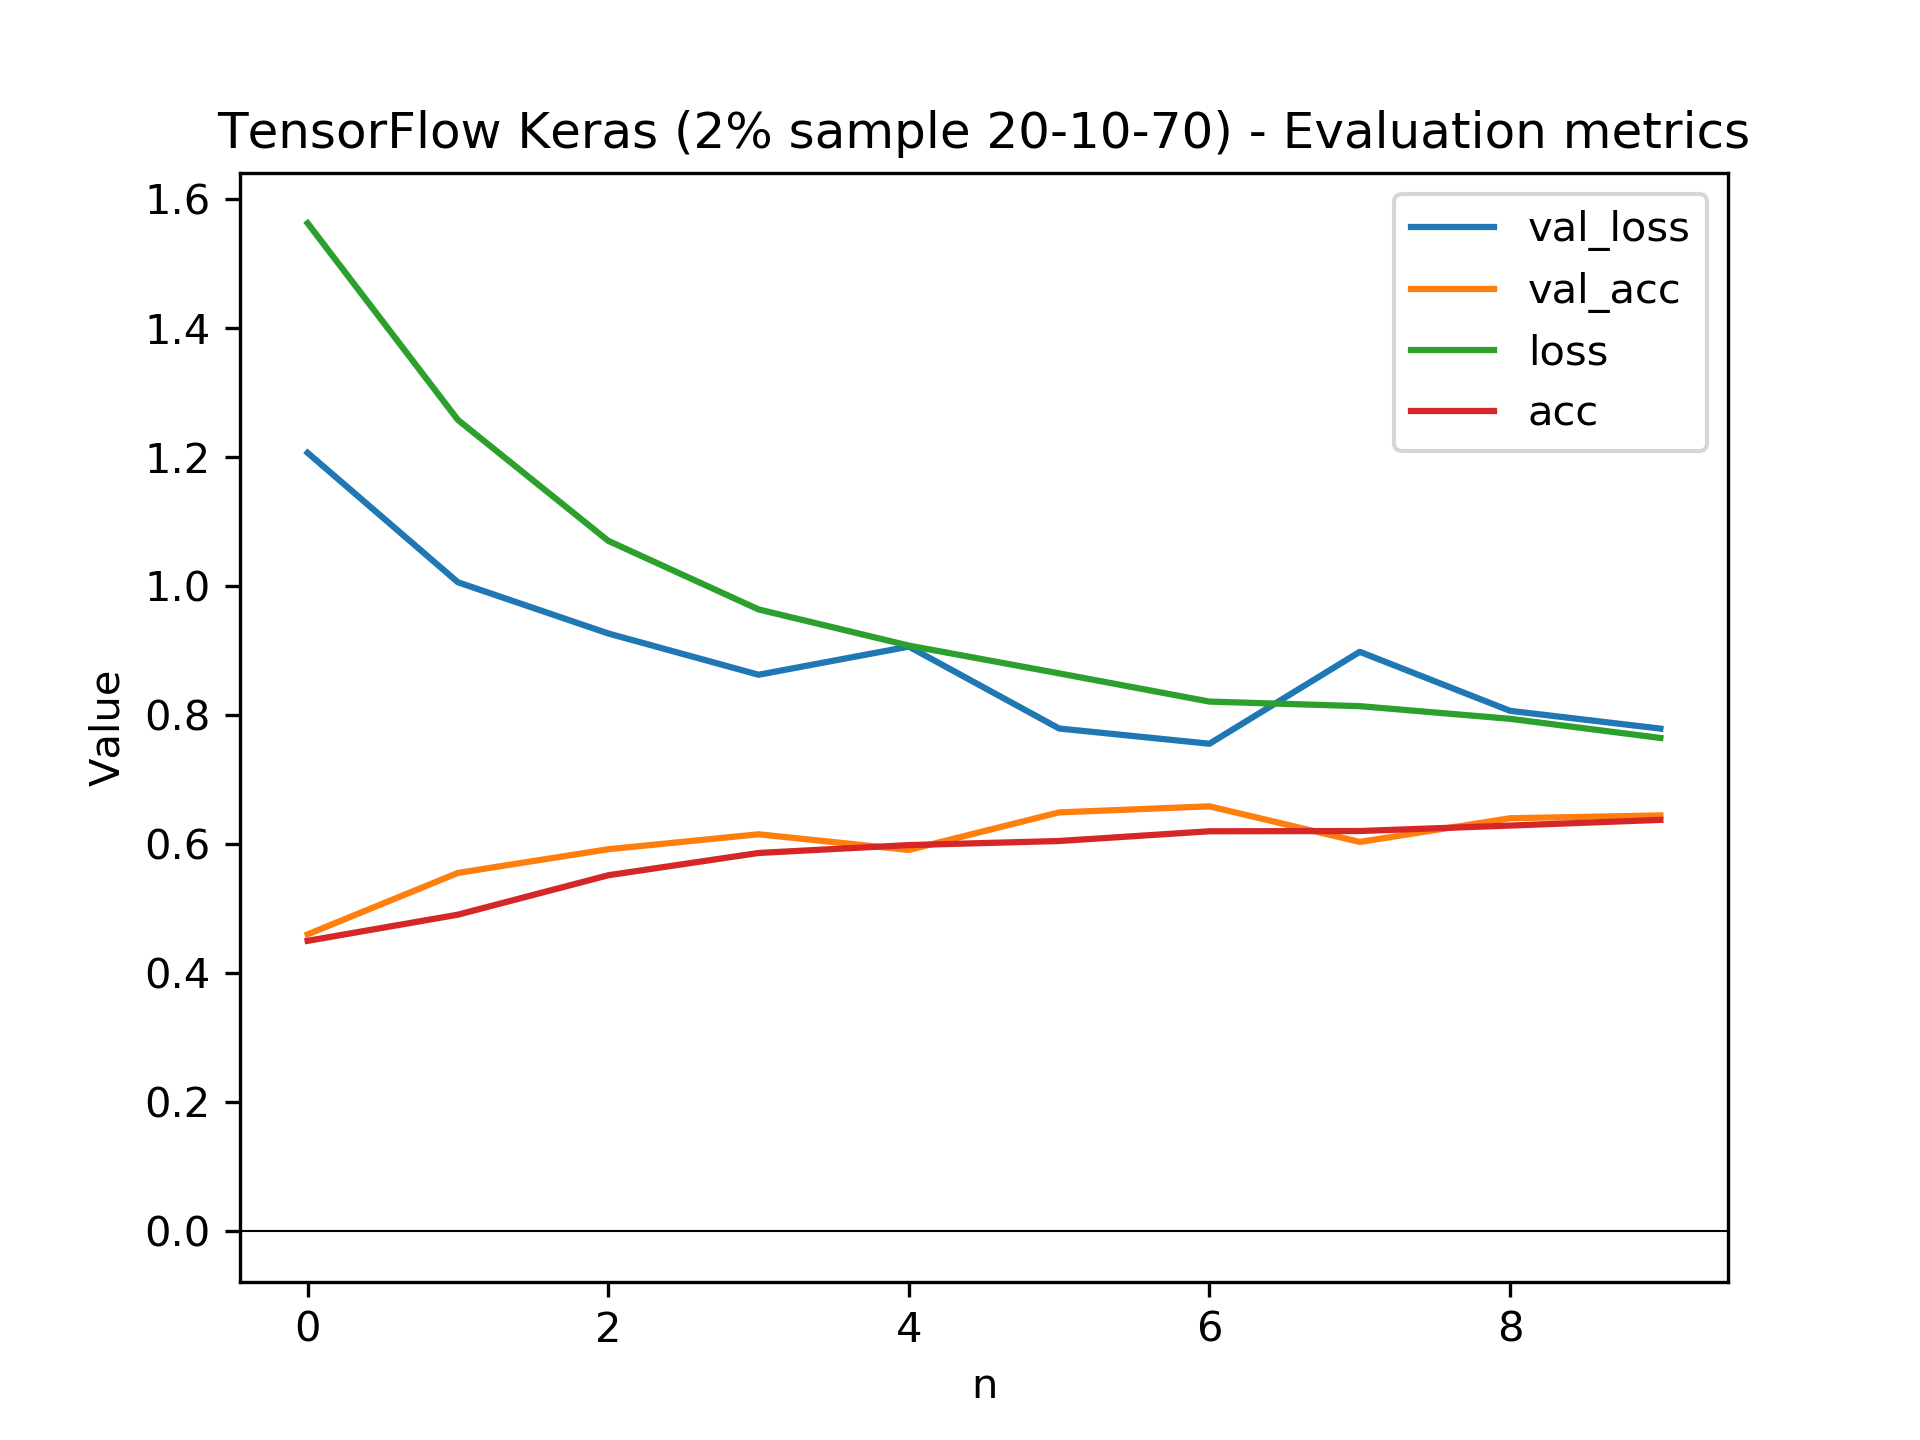 TensorFlow Keras (2% sample 20-10-70) - Evaluation metrics
val_loss
val_acc
loss
acc
1.6
1.4
1.2
1.0
0.8
0.6
0.4
0.2
0.0
Value
0 2 4 6 8
n